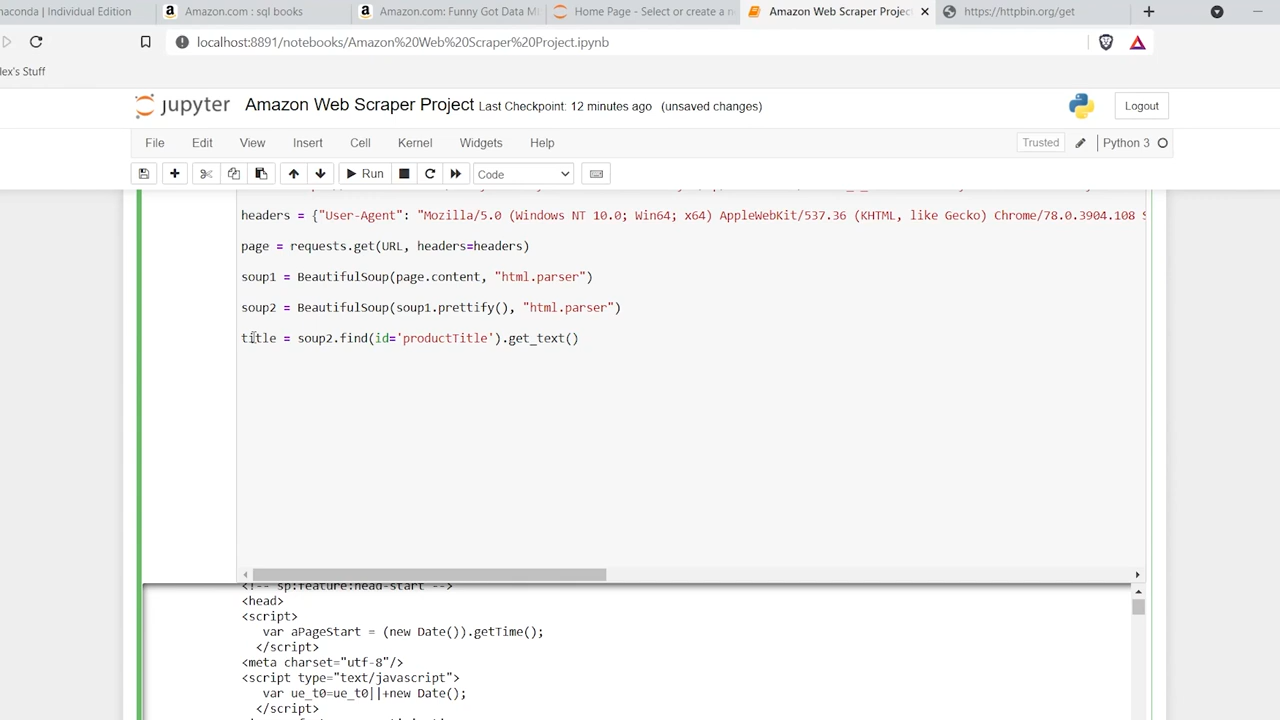 naconda | Individual Edition
Amazon.com : sql books
Amazon.com: Funny Got Data M
Home Page - Select or create a n
Amazon Web Scraper Project
https://httpbin.org/get
localhost:8891/notebooks/Amazon%20Web%20Scraper%20Project.ipynb
lex's Stuff
jupyter Amazon Web Scraper Project Last Checkpoint: 12 minutes ago (unsaved changes)
Logout
File Edit View Insert Cell Kernel Widgets Help
Trusted
Python 3
Run
Code
headers = {"User-Agent": "Mozilla/5.0 (Windows NT 10.0; Win64; x64) AppleWebKit/537.36 (KHTML, like Gecko) Chrome/78.0.3904.108 S
page = requests.get(URL, headers=headers)
soup1 = BeautifulSoup(page.content, "html.parser")
soup2 = BeautifulSoup(soup1.prettify(), "html.parser")
title = soup2.find(id='productTitle').get_text()
<!-- sp:feature:head-start -->
<head>
<script>
var aPageStart = (new Date()).getTime();
</script>
<meta charset="utf-8"/>
<script type="text/javascript">
var ue_t0=ue_t0||+new Date();
</script>